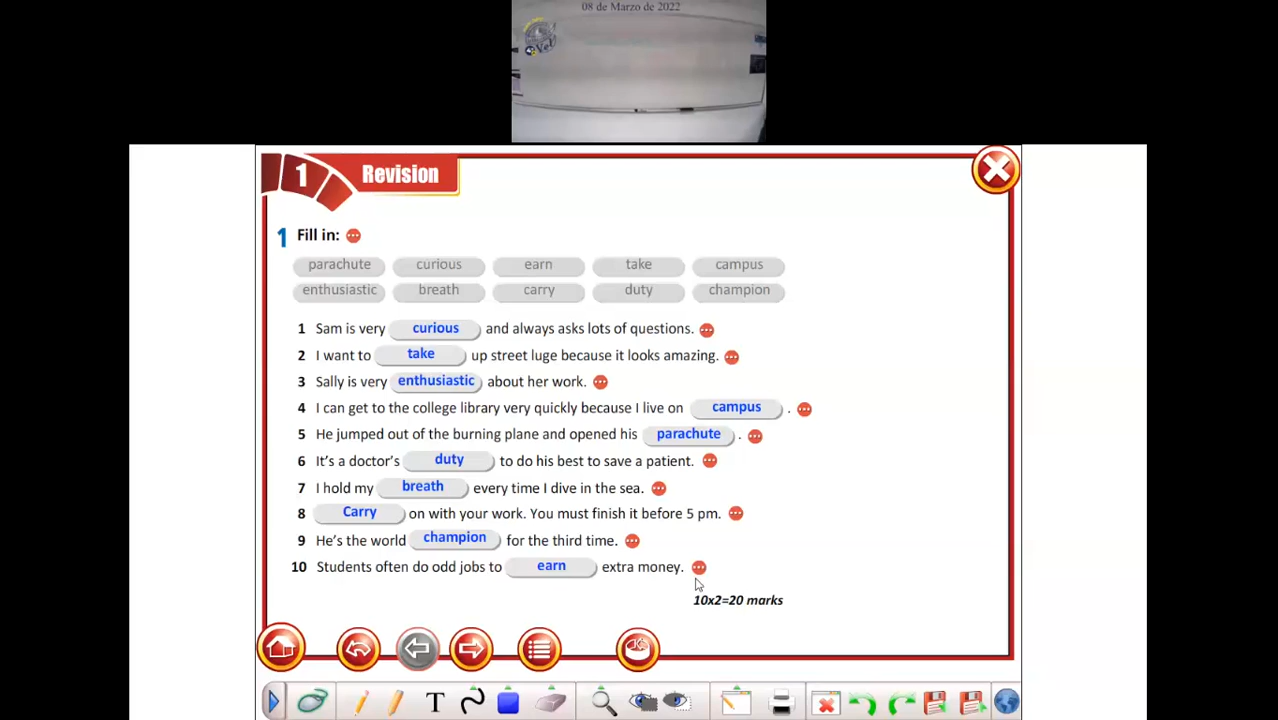 08 de Marzo de 2022
1 Revision
1 Fill in:
parachute curious earn take campus
enthusiastic breath carry duty champion
1 Sam is very curious and always asks lots of questions.
2 I want to take up street luge because it looks amazing.
3 Sally is very enthusiastic about her work.
4 I can get to the college library very quickly because I live on campus .
5 He jumped out of the burning plane and opened his parachute .
6 It's a doctor's duty to do his best to save a patient.
7 I hold my breath every time I dive in the sea.
8 Carry on with your work. You must finish it before 5 pm.
9 He's the world champion for the third time.
10 Students often do odd jobs to earn extra money.
10x2=20 marks
T